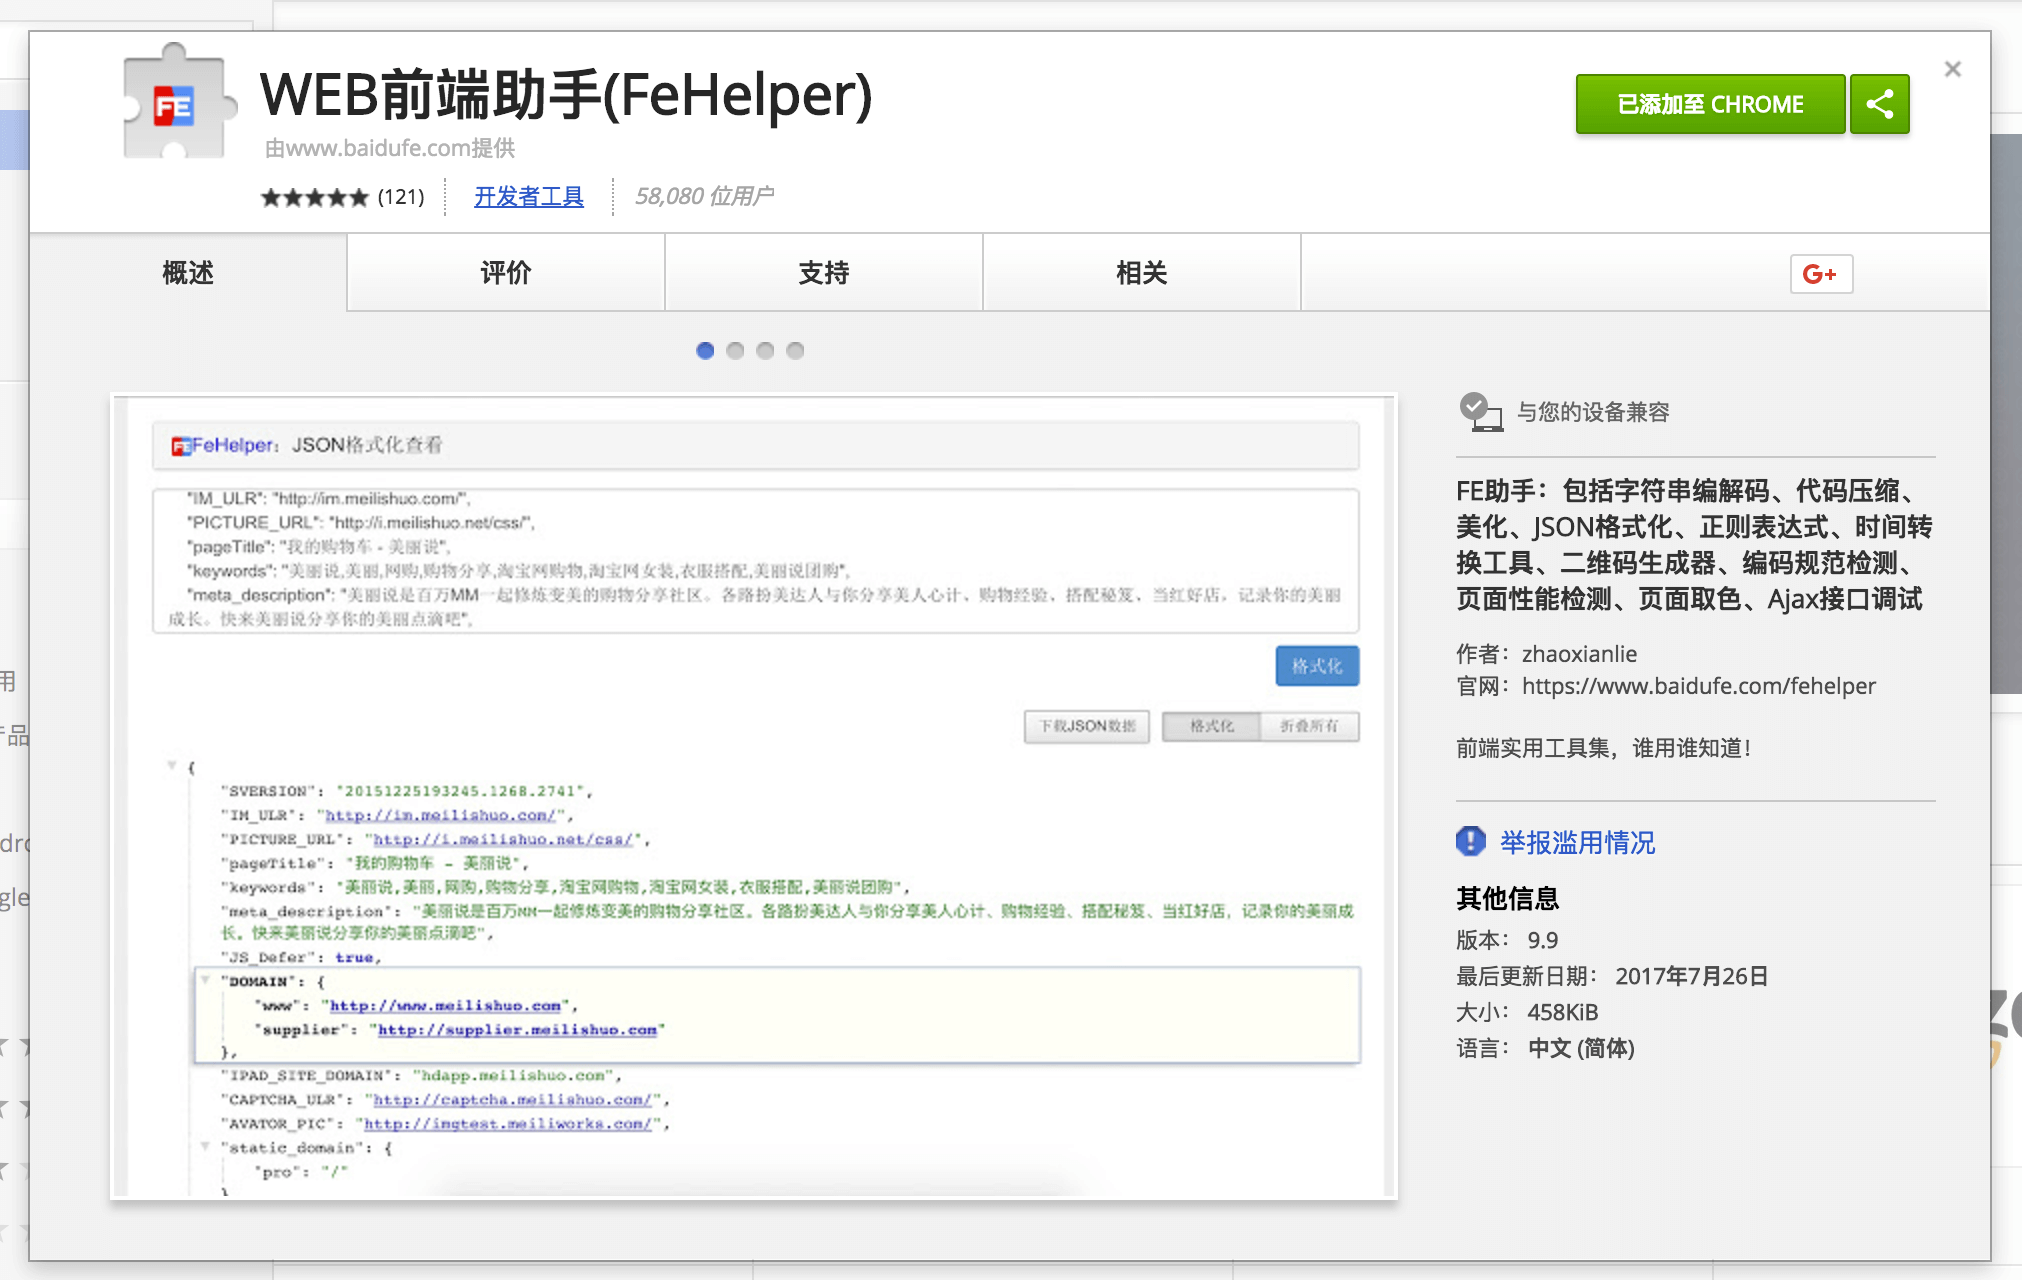 FE
WEB前端助手(FeHelper)
由www.baidufe.com提供
(121)
开发者工具
58,080 位用户
已添加至 CHROME
概述
评价
支持
相关
G+
FeHelper：JSON格式化查看
"IM_ULR": "http://im.meilishuo.com/",
"PICTURE_URL": "http://i.meilishuo.net/css/",
"pageTitle": "我的购物车 - 美丽说",
"keywords": "美丽说,美丽,网购,购物分享,淘宝网购物,淘宝网女装,衣服搭配,美丽说团购",
"meta_description": "美丽说是百万MM一起修炼变美的购物分享社区。各路扮美达人与你分享美人心计、购物经验、搭配秘笈、当红好店，记录你的美丽
成长。快来美丽说分享你的美丽点滴吧",
格式化
下载JSON数据
格式化
折叠所有
{
"SVERSION": "20151225193245.1268.2741",
"IM_ULR": "http://im.meilishuo.com/",
"PICTURE_URL": "http://i.meilishuo.net/css/",
"pageTitle": "我的购物车 - 美丽说",
"keywords": "美丽说,美丽,网购,购物分享,淘宝网购物,淘宝网女装,衣服搭配,美丽说团购",
"meta_description": "美丽说是百万MM一起修炼变美的购物分享社区。各路扮美达人与你分享美人心计、购物经验、搭配秘笈、当红好店，记录你的美丽成
长。快来美丽说分享你的美丽点滴吧",
"JS_Defer": true,
"DOMAIN": {
"www": "http://www.meilishuo.com",
"supplier": "http://supplier.meilishuo.com"
},
"IPAD_SITE_DOMAIN": "hdapp.meilishuo.com",
"CAPTCHA_ULR": "http://captcha.meilishuo.com/",
"AVATOR_PIC": "http://imgtest.meiliworks.com/",
"static_domain": {
"pro": "/"
}
与您的设备兼容
FE助手：包括字符串编解码、代码压缩、
美化、JSON格式化、正则表达式、时间转
换工具、二维码生成器、编码规范检测、
页面性能检测、页面取色、Ajax接口调试
作者：zhaoxianlie
官网：https://www.baidufe.com/fehelper
前端实用工具集，谁用谁知道！
举报滥用情况
其他信息
版本： 9.9
最后更新日期： 2017年7月26日
大小： 458KiB
语言： 中文 (简体)
用
产品
dro
gle